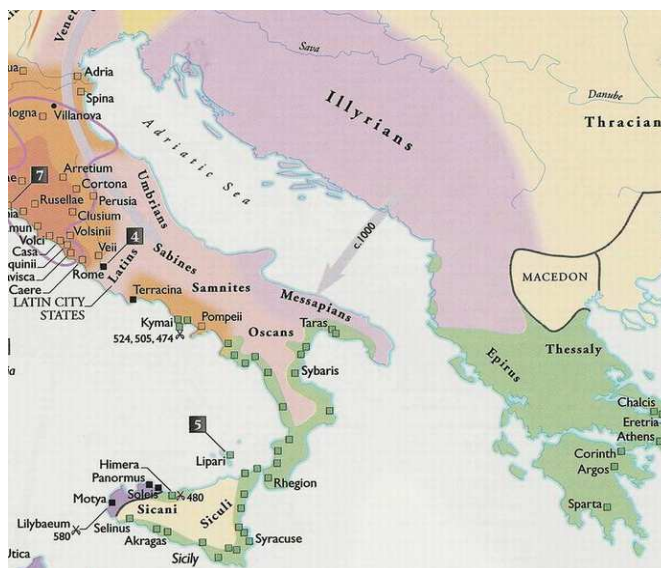 Veneti
Sava
Adria
Spina
Danube
Illyrians
Villanova
Thracian
Adriatic Sea
Arretium
7
Cortona
Umbrians
Perusia
Rusellae
Clusium
c.1000
Volsinii
Volci
4
Casa
Veii
Sabines
Rome
Latins
Caere
MACEDON
LATIN CITY
STATES
Terracina
Samnites
Messapians
Kymai
Pompeii
Taras
524, 505, 474
Oscans
Thessaly
Epirus
Sybaris
Chalcis
Eretria
5
Athens
Lipari
Corinth
Himera
Argos
Panormus
Rhegion
Soleis
480
Motya
Sicani
Siculi
Sparta
Lilybaeum
580
Selinus
Akragas
Syracuse
Sicily
Utica